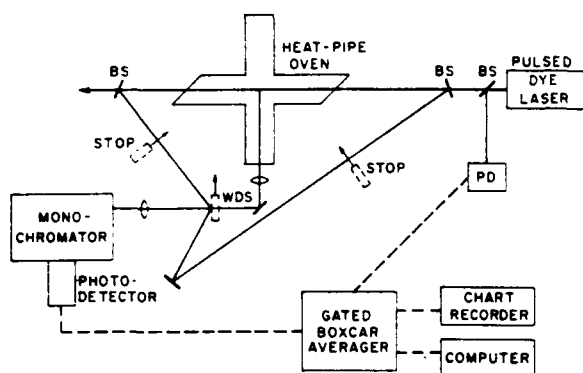 HEAT-PIPE
OVEN
BS
BS
BS
PULSED
DYE
LASER
STOP
STOP
WDS
PD
MONO-
CHROMATOR
PHOTO-
DETECTOR
GATED
BOXCAR
AVERAGER
CHART
RECORDER
COMPUTER